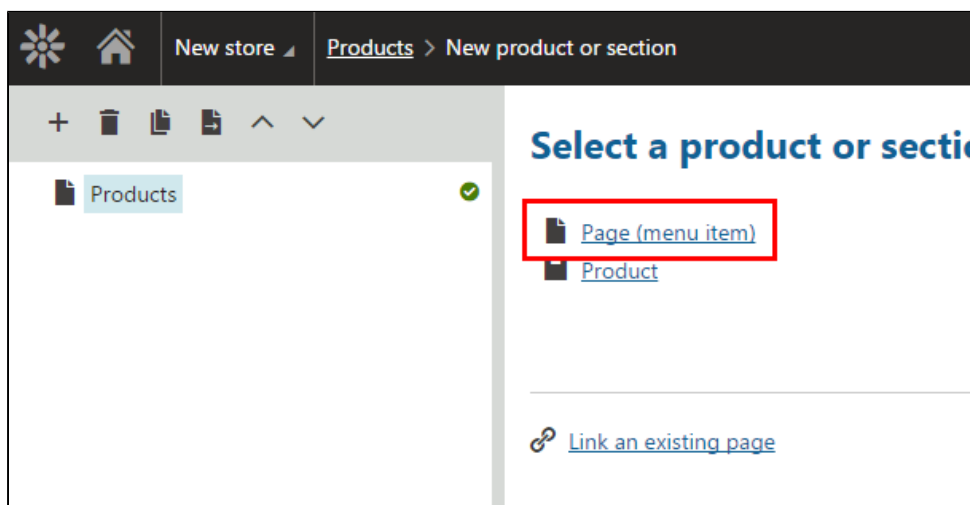 New store
Products > New product or section
Select a product or sectio
Products
Page (menu item)
Product
Link an existing page